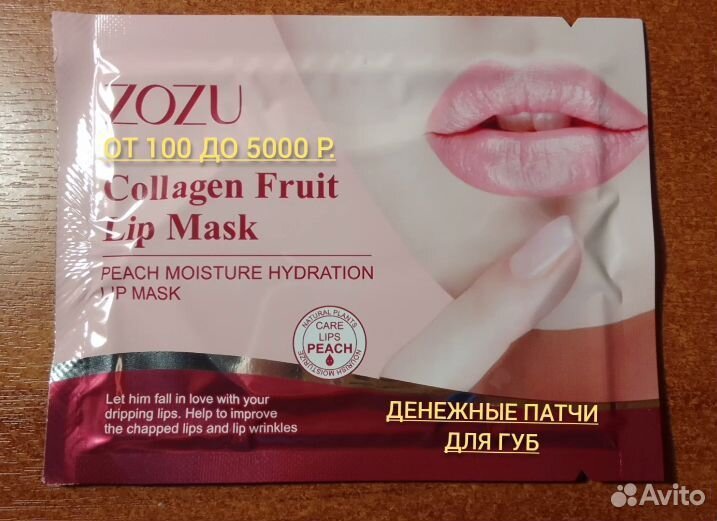 ZOZU
ОТ 100 ДО 5000 Р.
Collagen Fruit
Lip Mask
PEACH MOISTURE HYDRATION
LIP MASK
NATURAL PLANTS
CARE
LIPS
PEACH
NOURISH MOISTURIZE
Let him fall in love with your
dripping lips. Help to improve
the chapped lips and lip wrinkles
ДЕНЕЖНЫЕ ПАТЧИ
ДЛЯ ГУБ
Avito